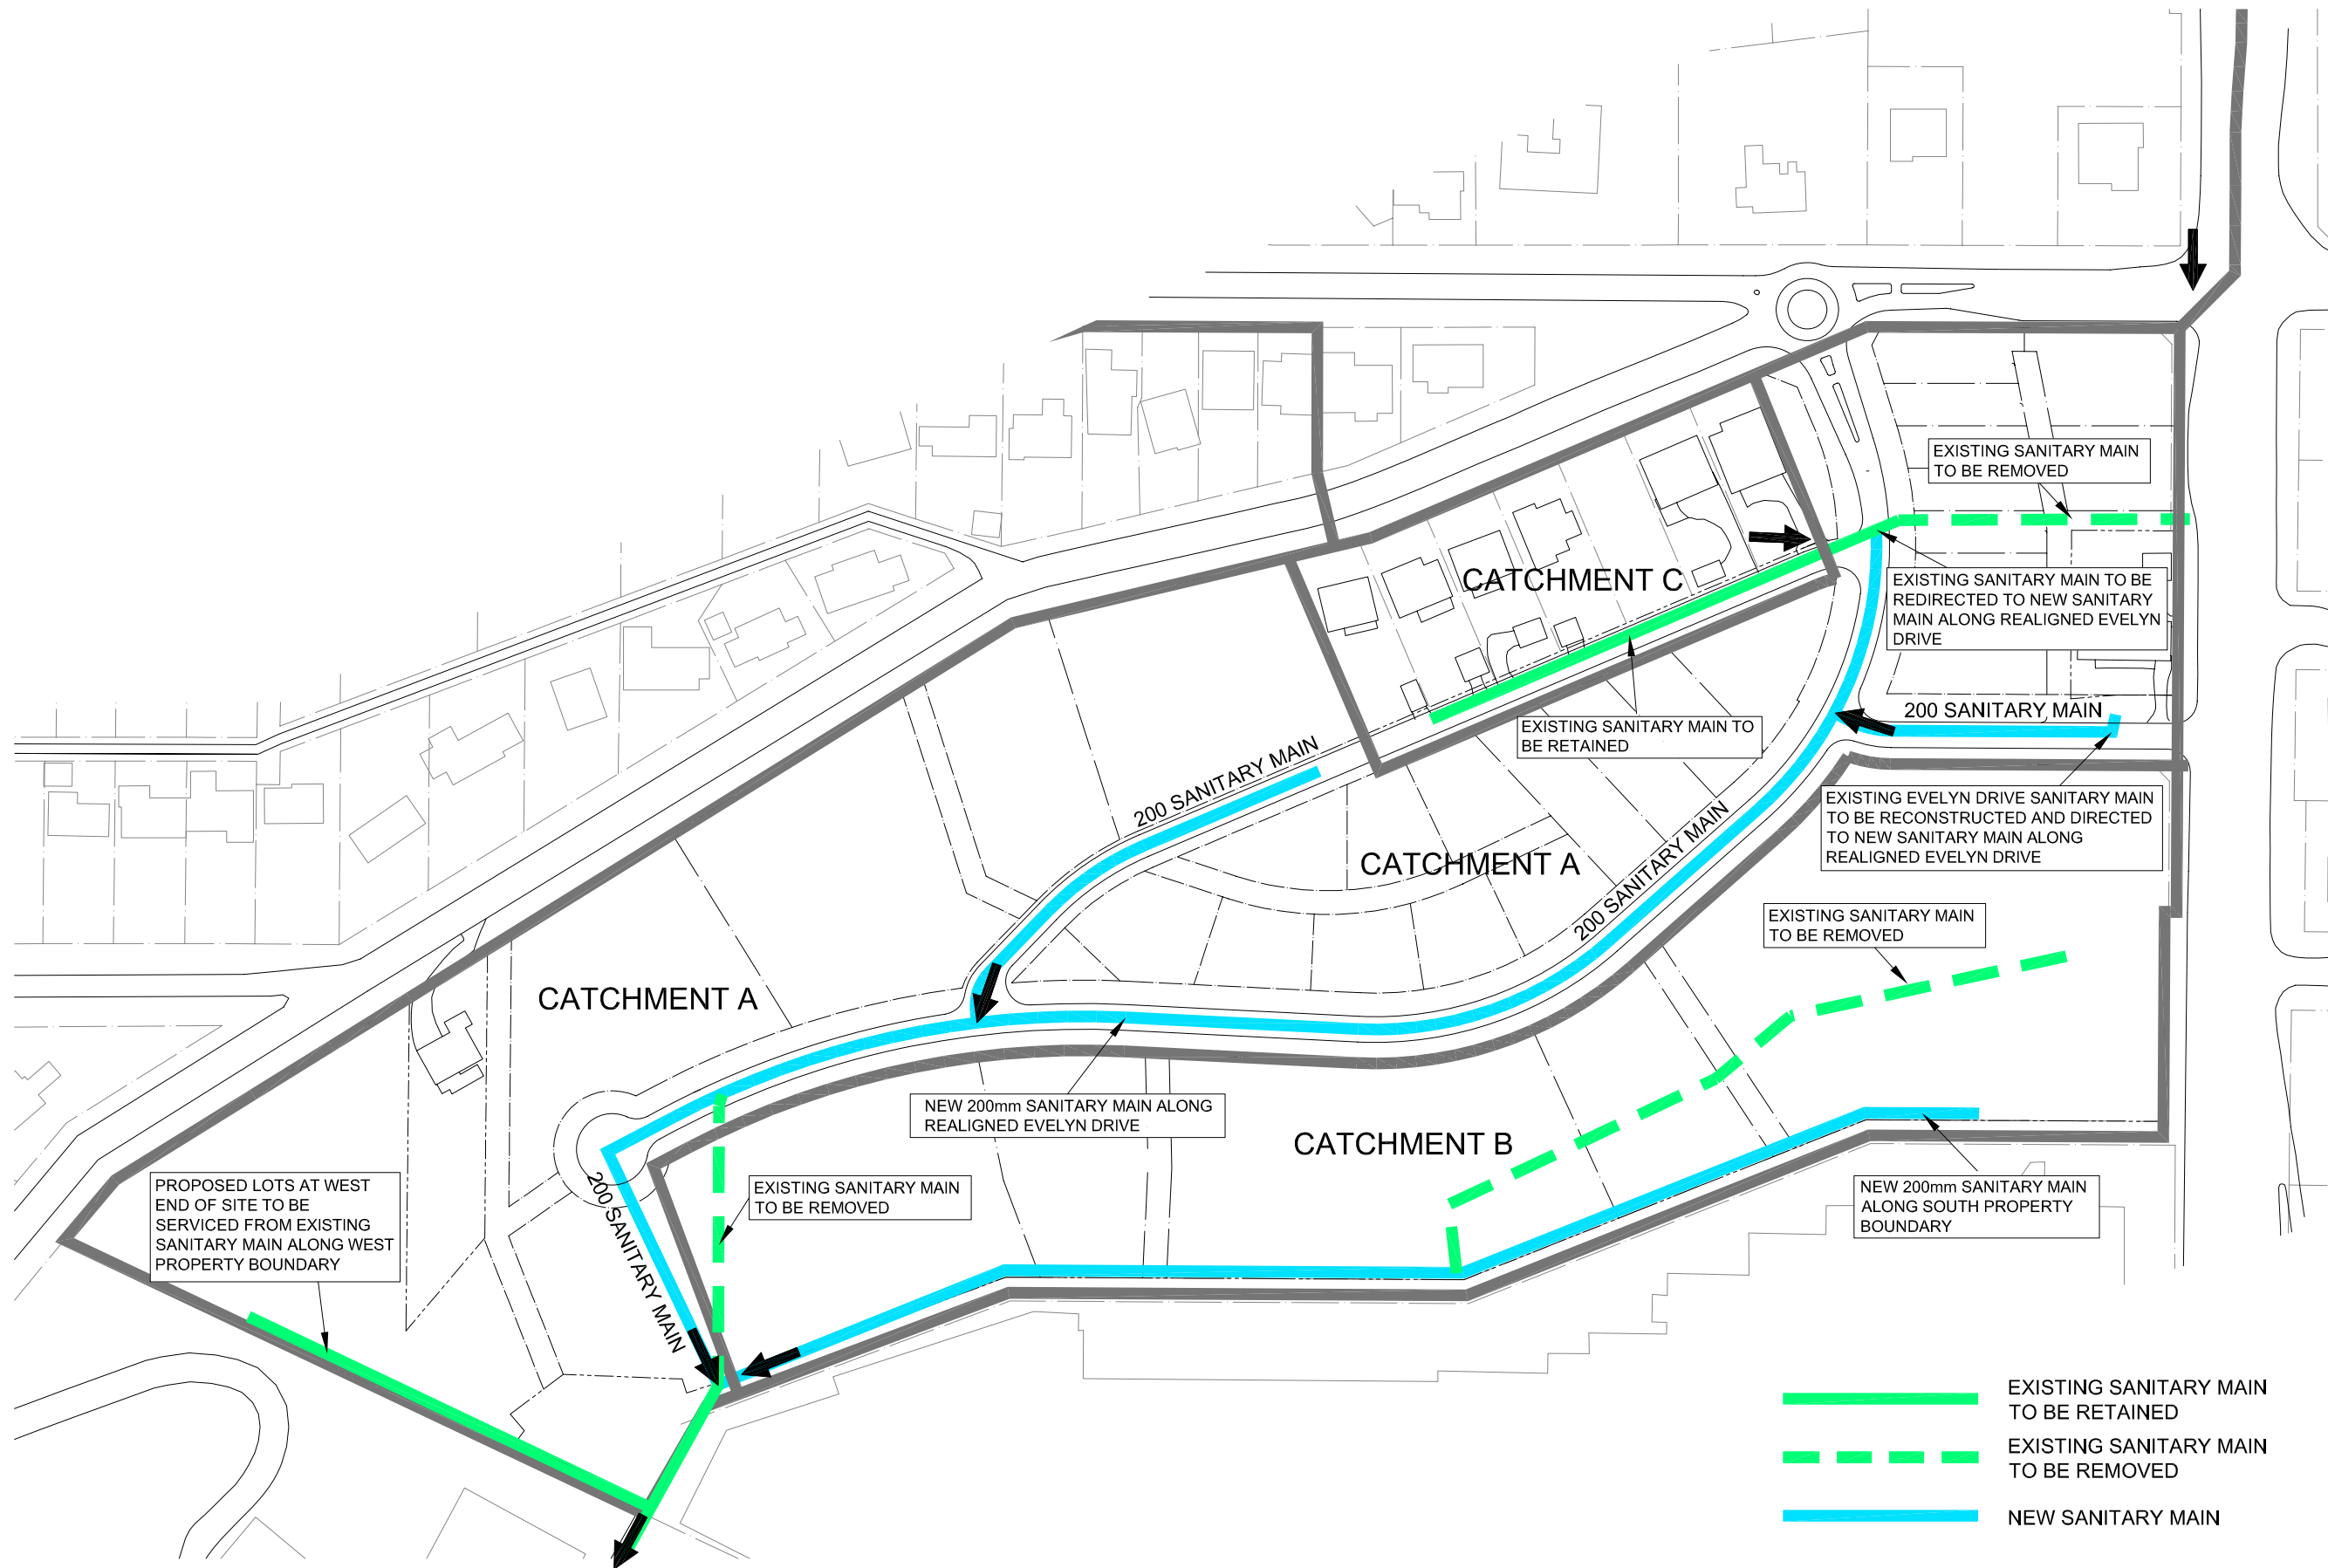 EXISTING SANITARY MAIN
TO BE REMOVED
CATCHMENT C
EXISTING SANITARY MAIN TO BE
REDIRECTED TO NEW SANITARY
MAIN ALONG REALIGNED EVELYN
DRIVE
200 SANITARY MAIN
EXISTING SANITARY MAIN TO
BE RETAINED
200 SANITARY MAIN
EXISTING EVELYN DRIVE SANITARY MAIN
TO BE RECONSTRUCTED AND DIRECTED
TO NEW SANITARY MAIN ALONG
REALIGNED EVELYN DRIVE
CATCHMENT A
200 SANITARY MAIN
EXISTING SANITARY MAIN
TO BE REMOVED
CATCHMENT A
NEW 200mm SANITARY MAIN ALONG
REALIGNED EVELYN DRIVE
CATCHMENT B
PROPOSED LOTS AT WEST
END OF SITE TO BE
SERVICED FROM EXISTING
SANITARY MAIN ALONG WEST
PROPERTY BOUNDARY
200 SANITARY MAIN
EXISTING SANITARY MAIN
TO BE REMOVED
NEW 200mm SANITARY MAIN
ALONG SOUTH PROPERTY
BOUNDARY
EXISTING SANITARY MAIN
TO BE RETAINED
EXISTING SANITARY MAIN
TO BE REMOVED
NEW SANITARY MAIN